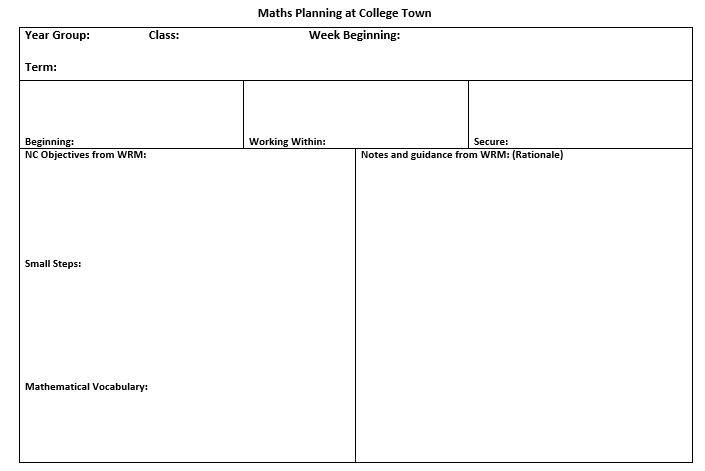 Maths Planning at College Town
Year Group: Class: Week Beginning:
Term:
Beginning: Working Within: Secure:
NC Objectives from WRM: Notes and guidance from WRM: (Rationale)
Small Steps:
Mathematical Vocabulary: